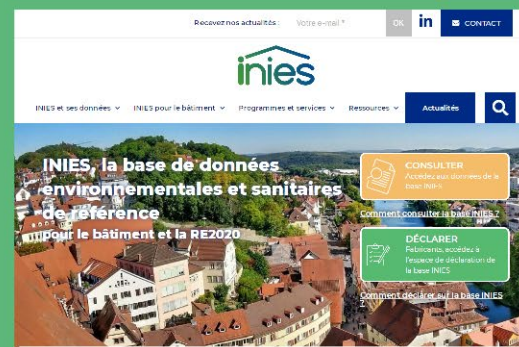 Recevez nos actualités :
Votre e-mail *
OK
in
CONTACT
inies
INIES et ses données
INIES pour le bâtiment
Programmes et services
Ressources
Actualités
INIES, la base de données
environnementales et sanitaires
de référence
pour le bâtiment et la RE2020
CONSULTER
Accédez aux données de la
base INIES
Comment consulter la base INIES ?
DÉCLARER
Fabricants, accédez à
l'espace de déclaration de
la base INIES
Comment déclarer sur la base INIES
?